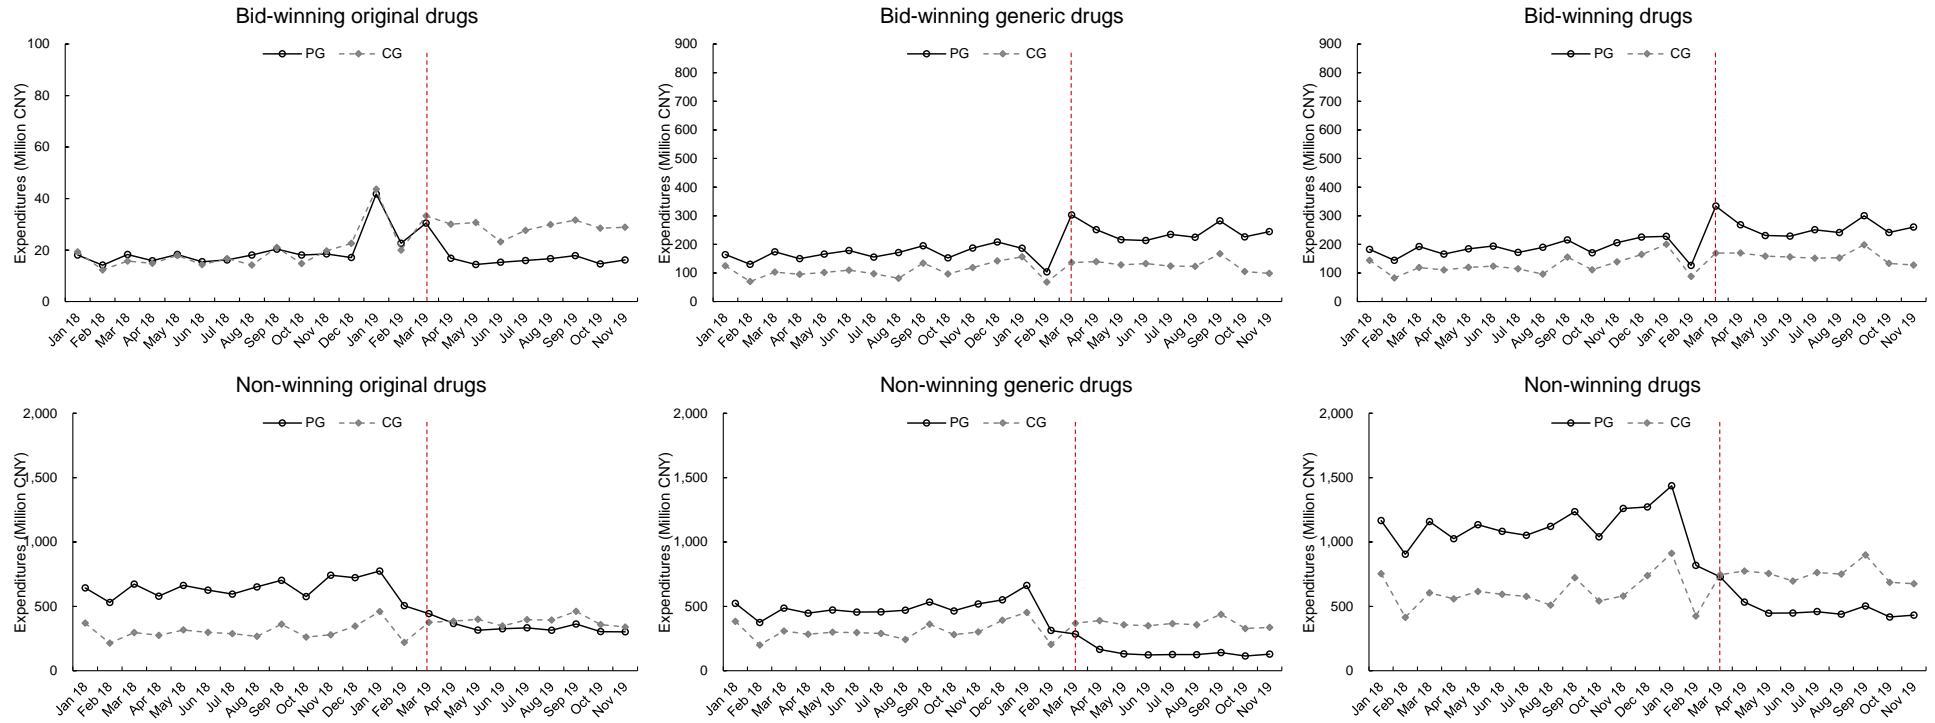 Bid-winning original drugs
PG
CG
Expenditures (Million CNY)
100
80
60
40
20
0
Jan 18
Feb 18
Mar 18
Apr 18
May 18
Jun 18
Jul 18
Aug 18
Sep 18
Oct 18
Nov 18
Dec 18
Jan 19
Feb 19
Mar 19
Apr 19
May 19
Jun 19
Jul 19
Aug 19
Sep 19
Oct 19
Nov 19
Bid-winning generic drugs
PG
CG
Expenditures (Million CNY)
900
800
700
600
500
400
300
200
100
0
Jan 18
Feb 18
Mar 18
Apr 18
May 18
Jun 18
Jul 18
Aug 18
Sep 18
Oct 18
Nov 18
Dec 18
Jan 19
Feb 19
Mar 19
Apr 19
May 19
Jun 19
Jul 19
Aug 19
Sep 19
Oct 19
Nov 19
Bid-winning drugs
PG
CG
Expenditures (Million CNY)
900
800
700
600
500
400
300
200
100
0
Jan 18
Feb 18
Mar 18
Apr 18
May 18
Jun 18
Jul 18
Aug 18
Sep 18
Oct 18
Nov 18
Dec 18
Jan 19
Feb 19
Mar 19
Apr 19
May 19
Jun 19
Jul 19
Aug 19
Sep 19
Oct 19
Nov 19
Non-winning original drugs
PG
CG
Expenditures (Million CNY)
2,000
1,500
1,000
500
0
Jan 18
Feb 18
Mar 18
Apr 18
May 18
Jun 18
Jul 18
Aug 18
Sep 18
Oct 18
Nov 18
Dec 18
Jan 19
Feb 19
Mar 19
Apr 19
May 19
Jun 19
Jul 19
Aug 19
Sep 19
Oct 19
Nov 19
Non-winning generic drugs
PG
CG
Expenditures (Million CNY)
2,000
1,500
1,000
500
0
Jan 18
Feb 18
Mar 18
Apr 18
May 18
Jun 18
Jul 18
Aug 18
Sep 18
Oct 18
Nov 18
Dec 18
Jan 19
Feb 19
Mar 19
Apr 19
May 19
Jun 19
Jul 19
Aug 19
Sep 19
Oct 19
Nov 19
Non-winning drugs
PG
CG
Expenditures (Million CNY)
2,000
1,500
1,000
500
0
Jan 18
Feb 18
Mar 18
Apr 18
May 18
Jun 18
Jul 18
Aug 18
Sep 18
Oct 18
Nov 18
Dec 18
Jan 19
Feb 19
Mar 19
Apr 19
May 19
Jun 19
Jul 19
Aug 19
Sep 19
Oct 19
Nov 19